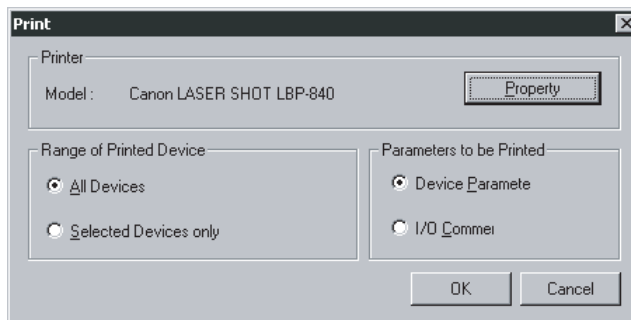 Print
Printer
Model : Canon LASER SHOT LBP-840
Property
Range of Printed Device
All Devices
Selected Devices only
Parameters to be Printed
Device Paramete
I/O Commer
OK
Cancel